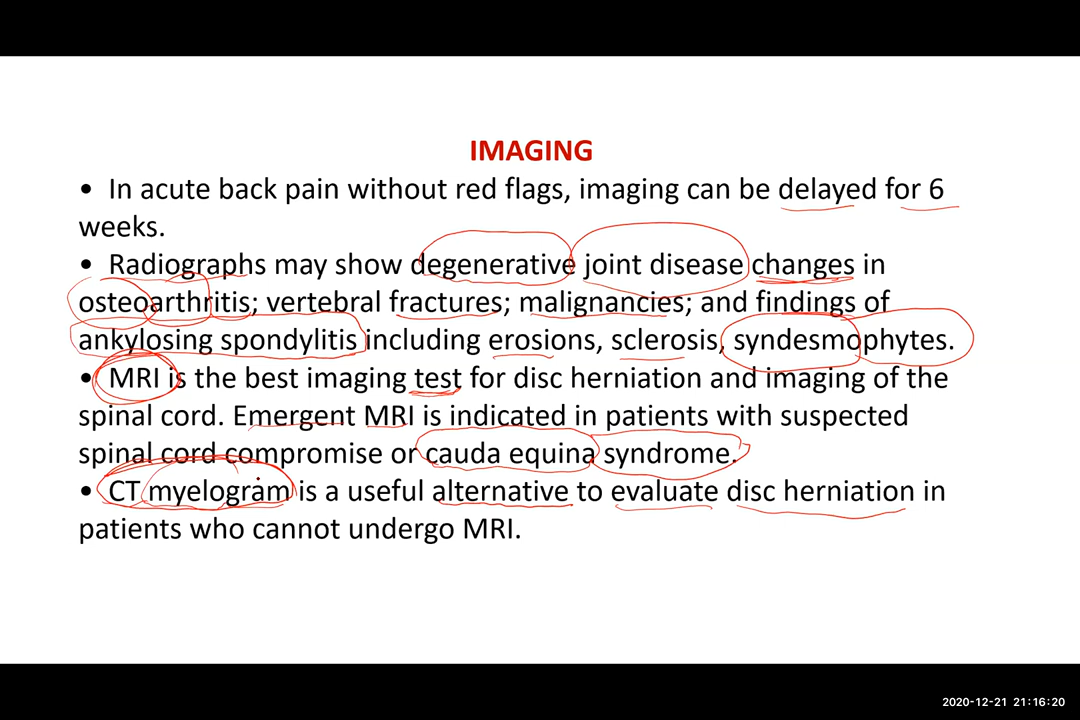 IMAGING
• In acute back pain without red flags, imaging can be delayed for 6
weeks.
• Radiographs may show degenerative joint disease changes in
osteoarthritis; vertebral fractures; malignancies; and findings of
ankylosing spondylitis including erosions, sclerosis, syndesmophytes.
• MRI is the best imaging test for disc herniation and imaging of the
spinal cord. Emergent MRI is indicated in patients with suspected
spinal cord compromise or cauda equina syndrome.
• CT myelogram is a useful alternative to evaluate disc herniation in
patients who cannot undergo MRI.
2020-12-21 21:16:20